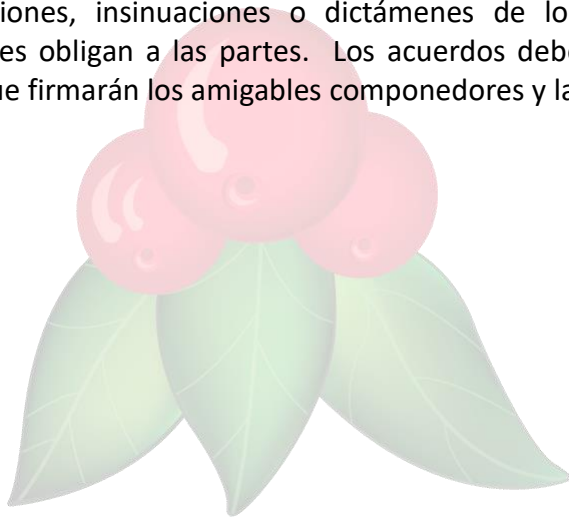 iones, insinuaciones o dictámenes de lo
es obligan a las partes. Los acuerdos deb
ue firmarán los amigables componedores y la